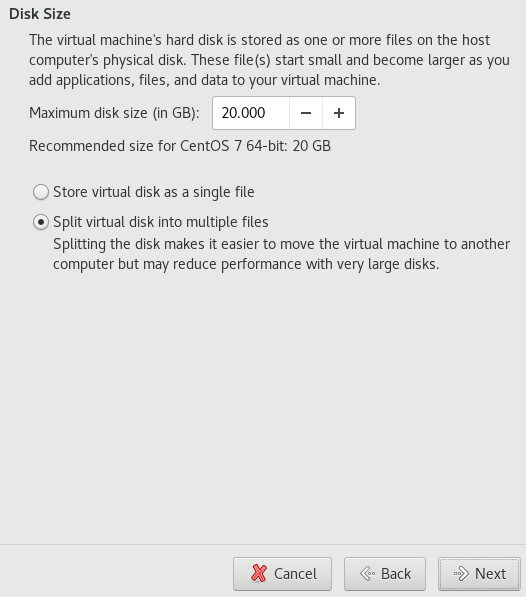 Disk Size
The virtual machine's hard disk is stored as one or more files on the host
computer's physical disk. These file(s) start small and become larger as you
add applications, files, and data to your virtual machine.
Maximum disk size (in GB): 20.000 − +
Recommended size for CentOS 7 64-bit: 20 GB
Store virtual disk as a single file
Split virtual disk into multiple files
Splitting the disk makes it easier to move the virtual machine to another
computer but may reduce performance with very large disks.
Cancel Back Next